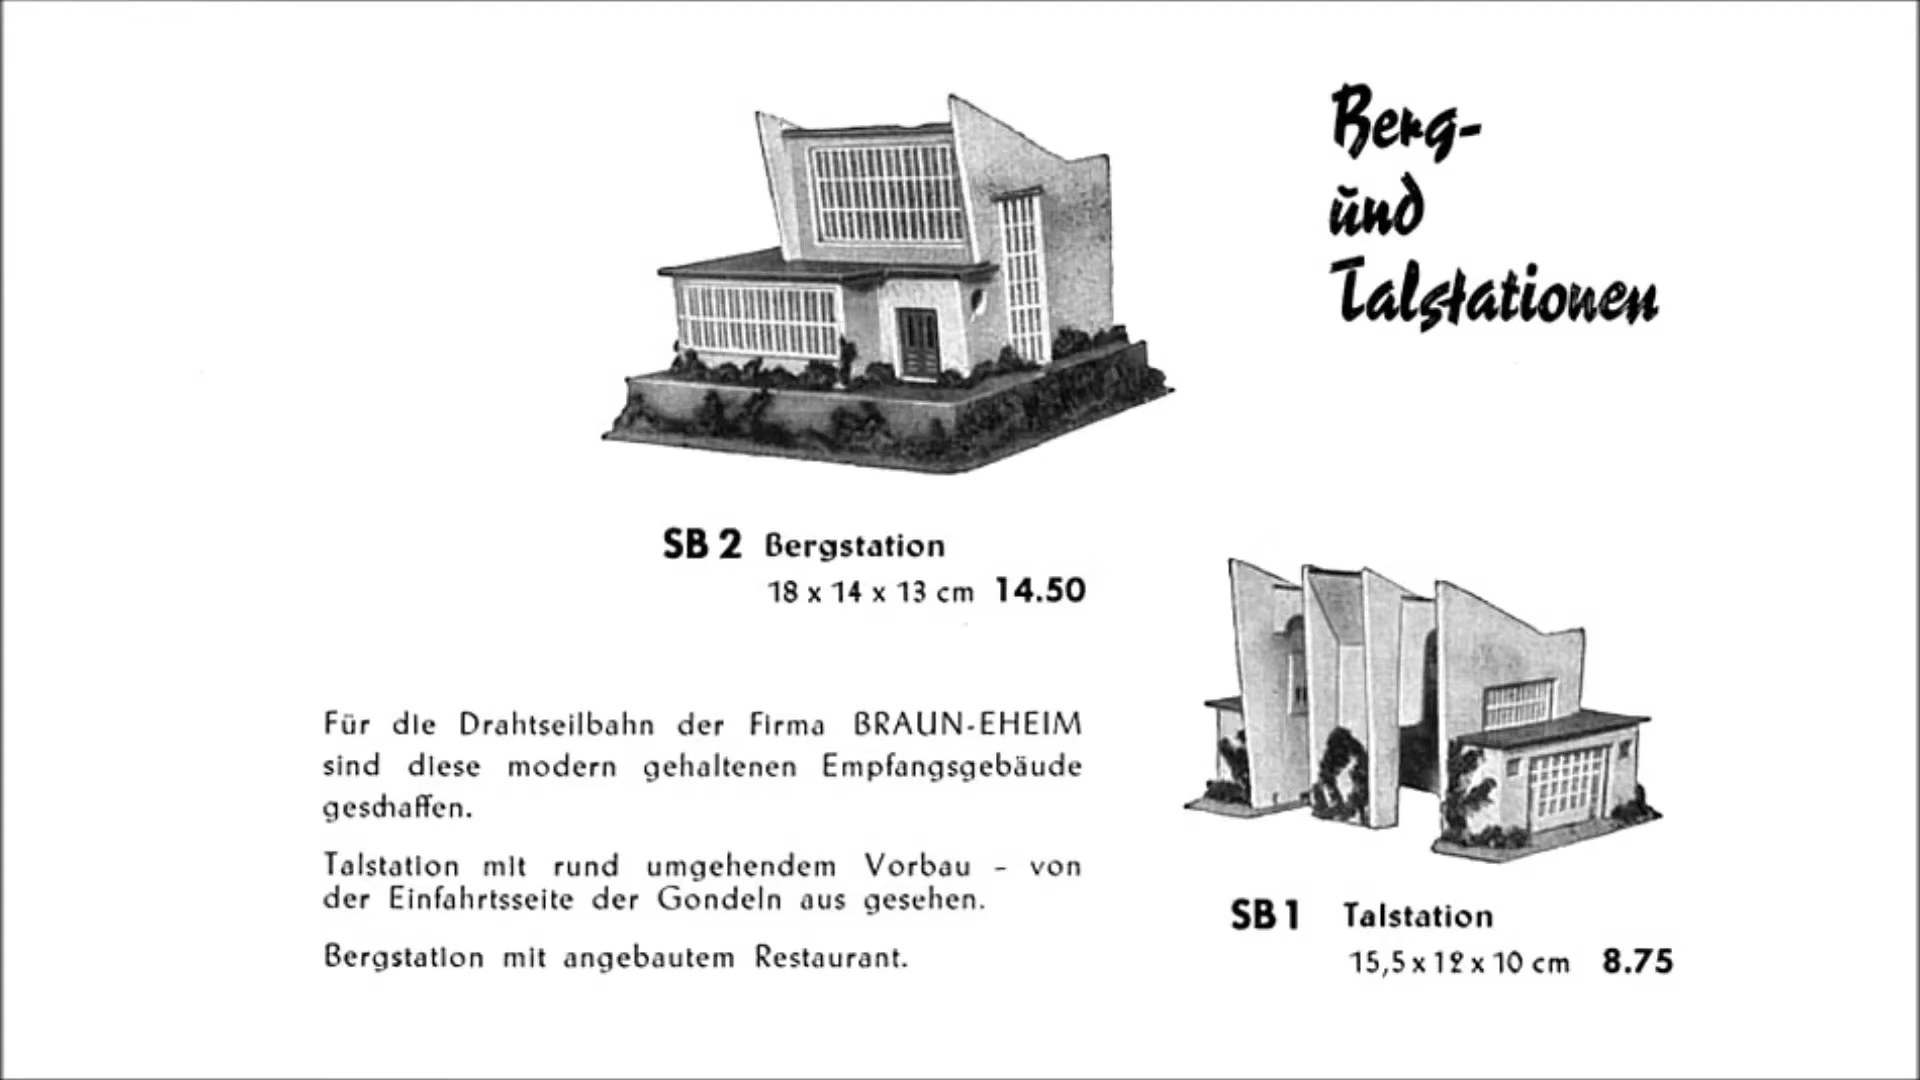 Berg-
und
Talstationen
SB 2 Bergstation
18 x 14 x 13 cm 14.50
Für die Drahtseilbahn der Firma BRAUN-EHEIM
sind diese modern gehaltenen Empfangsgebäude
geschaffen.
Talstation mit rund umgehendem Vorbau - von
der Einfahrtsseite der Gondeln aus gesehen.
Bergstation mit angebautem Restaurant.
SB 1 Talstation
15,5 x 12 x 10 cm 8.75